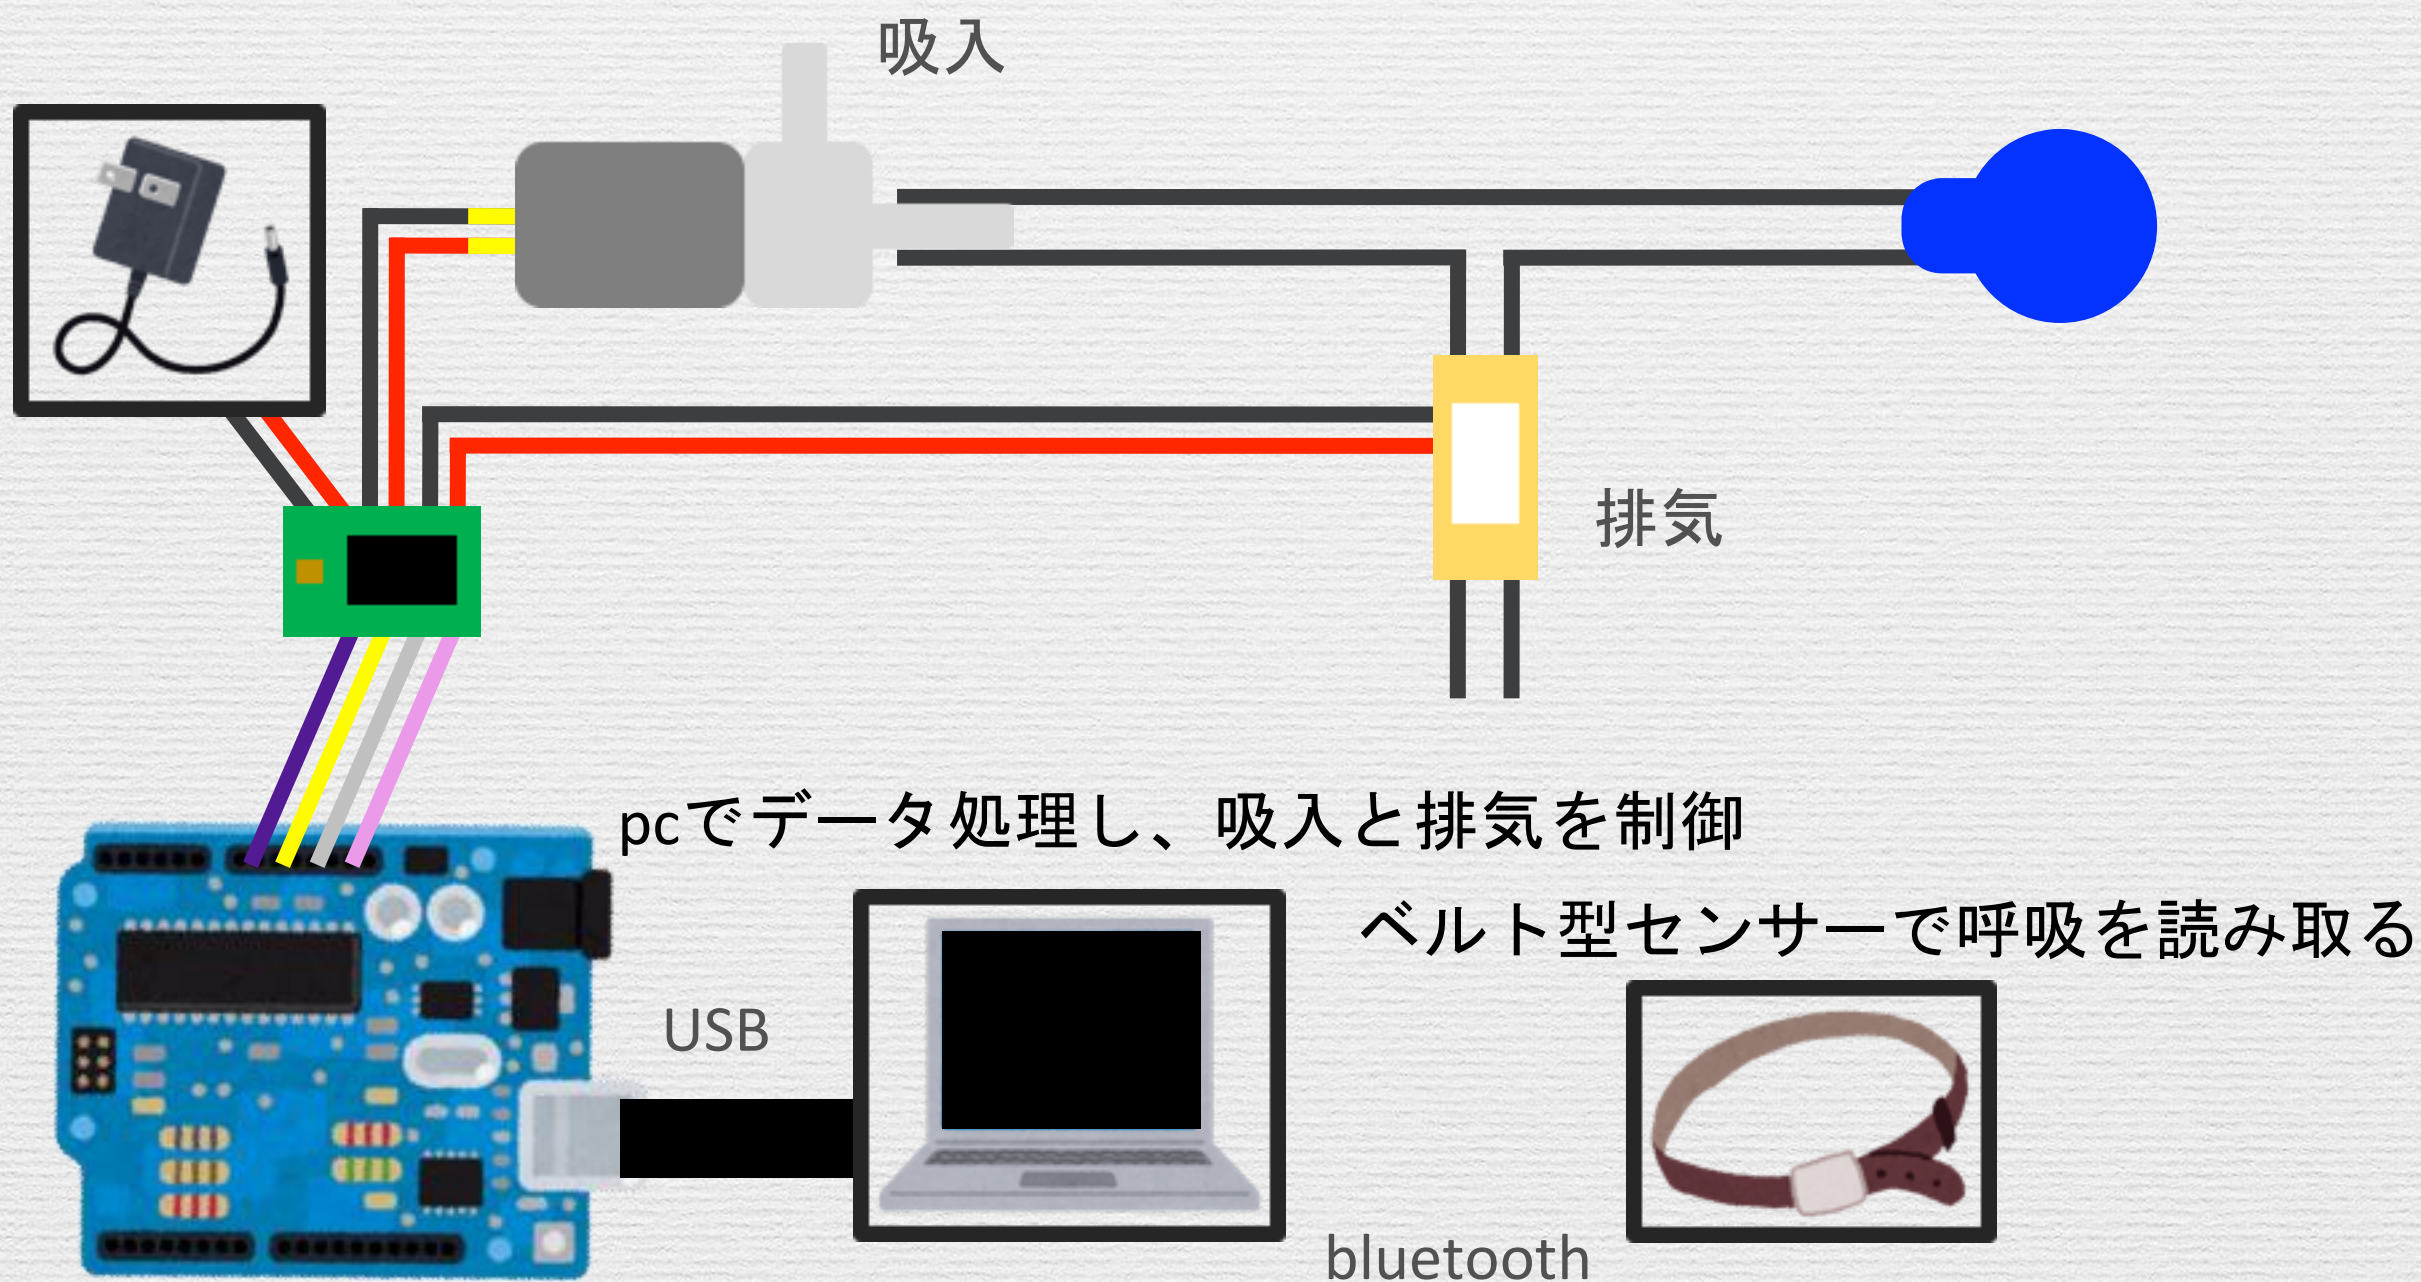 吸入
排気
pcでデータ処理し、吸入と排気を制御
ベルト型センサーで呼吸を読み取る
USB
bluetooth